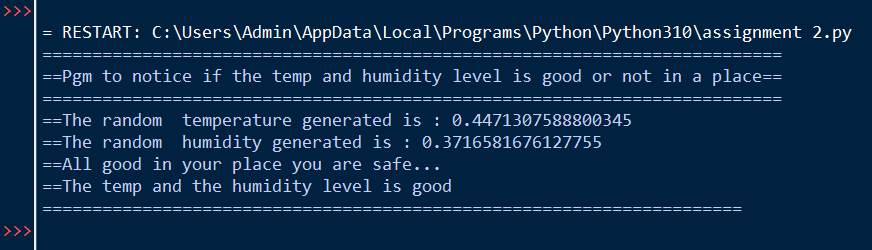 >>>
= RESTART: C:\Users\Admin\AppData\Local\Programs\Python\Python310\assignment 2.py
==========================================================================
==Pgm to notice if the temp and humidity level is good or not in a place==
==========================================================================
==The random  temperature generated is : 0.4471307588800345
==The random  humidity generated is : 0.3716581676127755
==All good in your place you are safe...
==The temp and the humidity level is good
======================================================================
>>>